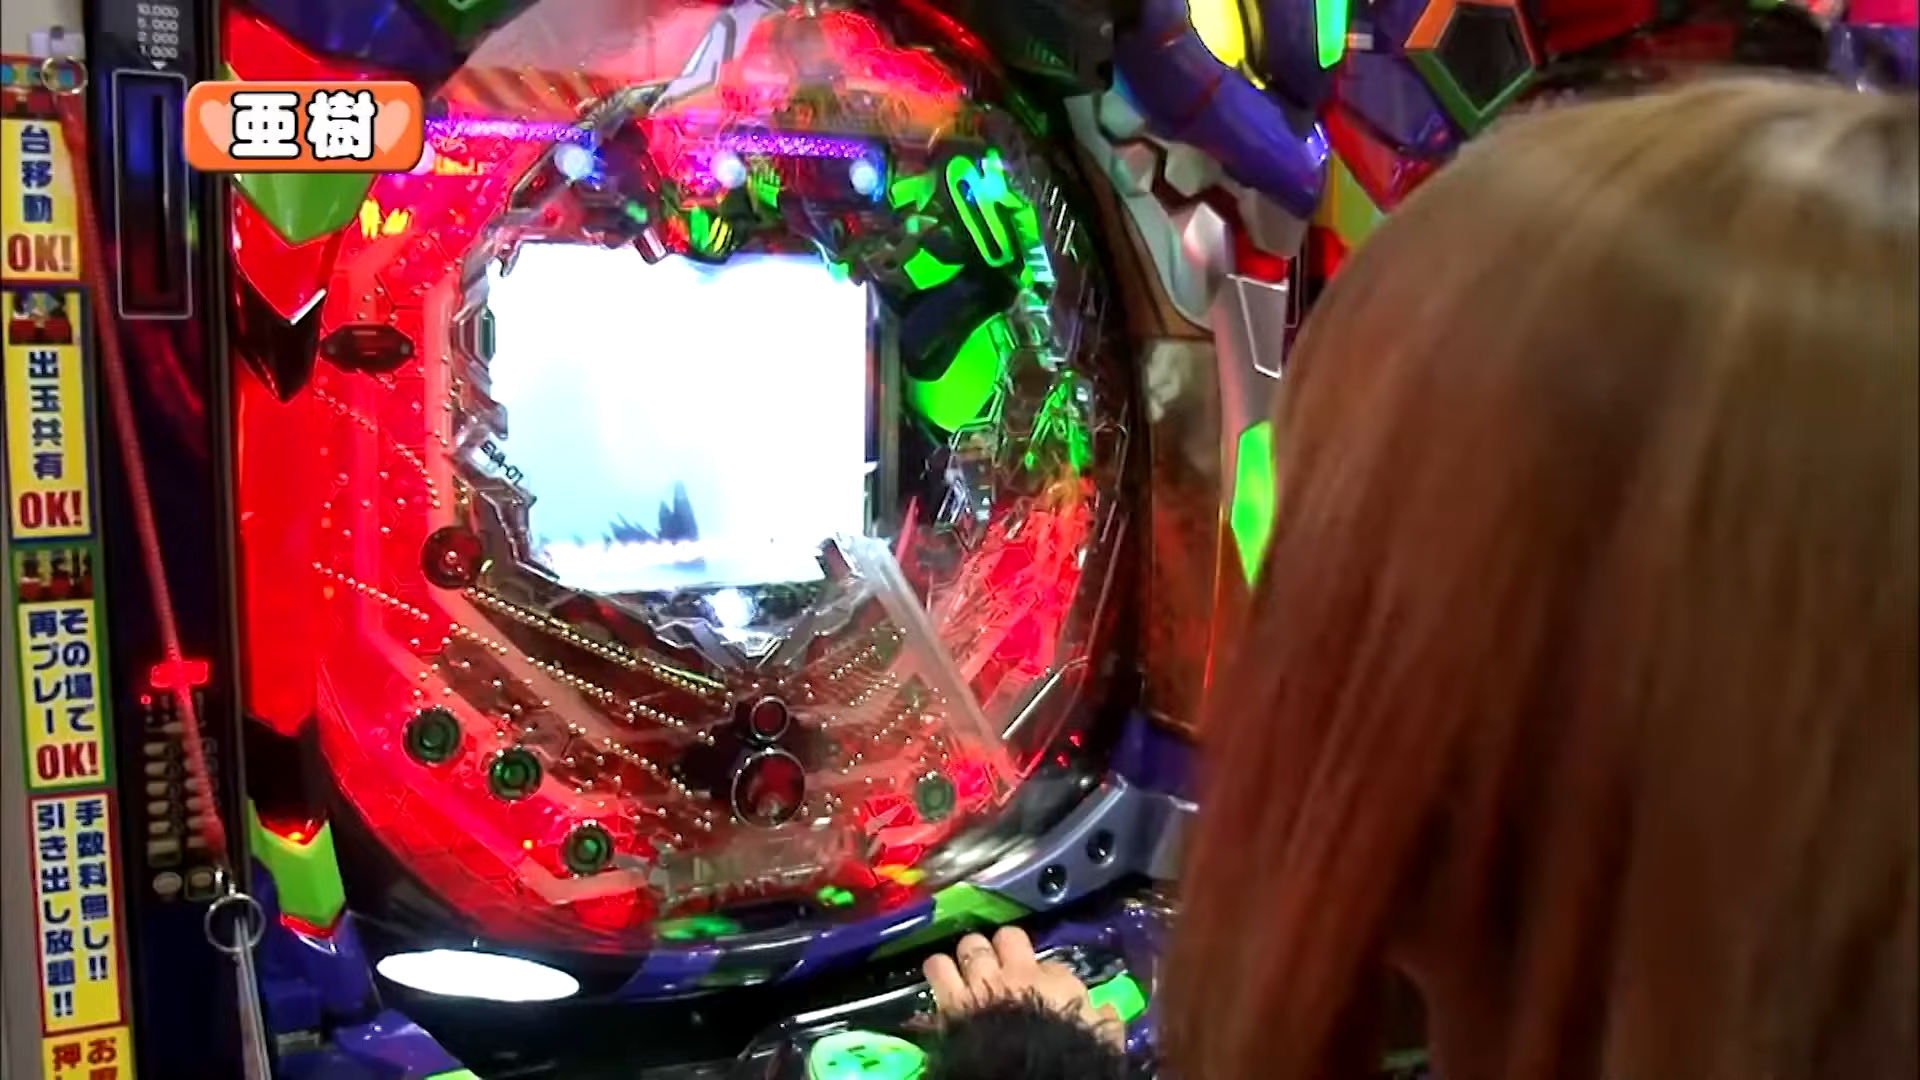 10.000
5.000
2.000
1.000
亜樹
台移動
OK!
出玉共有
OK!
その場で
再プレー
OK!
手数料無し!!
引き出し放題!!
EVA-01